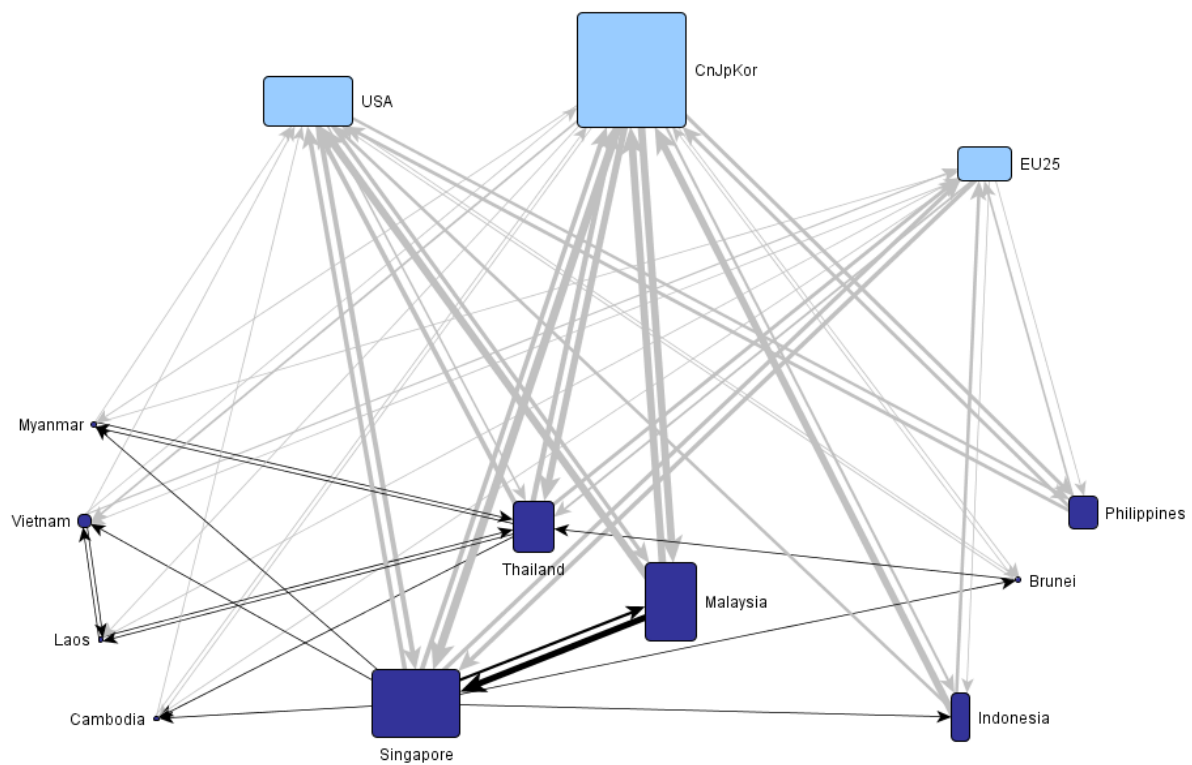 CnJpKor
USA
EU25
Myanmar
Philippines
Vietnam
Thailand
Brunei
Malaysia
Laos
Cambodia
Indonesia
Singapore